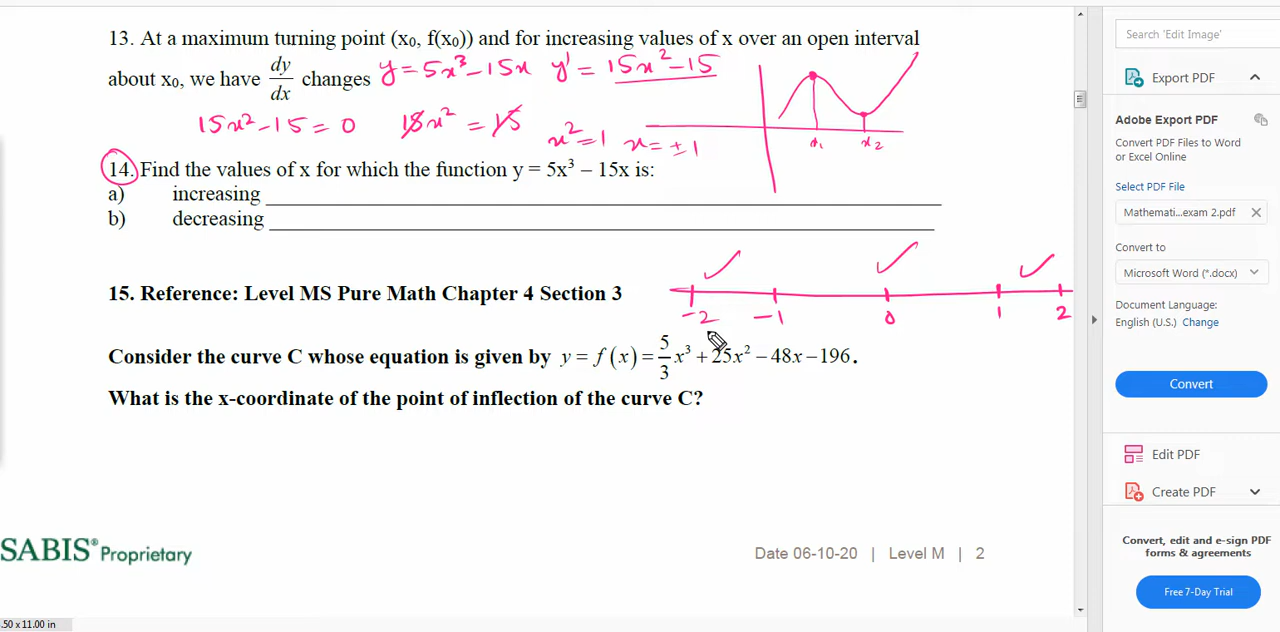 13. At a maximum turning point (x₀, f(x₀)) and for increasing values of x over an open interval
about x₀, we have dy/dx changes
y = 5x³ - 15x y' = 15x² - 15
15x² - 15 = 0 15x² = 15 x² = 1 x = ±1
x₁ x₂
14. Find the values of x for which the function y = 5x³ – 15x is:
a) increasing
b) decreasing
-2 -1 0 1 2
15. Reference: Level MS Pure Math Chapter 4 Section 3
Consider the curve C whose equation is given by y = f(x) = 5/3 x³ + 25x² − 48x − 196.
What is the x-coordinate of the point of inflection of the curve C?
SABIS® Proprietary
Date 06-10-20 | Level M | 2
.50 x 11.00 in
Search 'Edit Image'
Export PDF
Adobe Export PDF
Convert PDF Files to Word
or Excel Online
Select PDF File
Mathemati...exam 2.pdf
Convert to
Microsoft Word (*.docx)
Document Language:
English (U.S.) Change
Convert
Edit PDF
Create PDF
Convert, edit and e-sign PDF
forms & agreements
Free 7-Day Trial